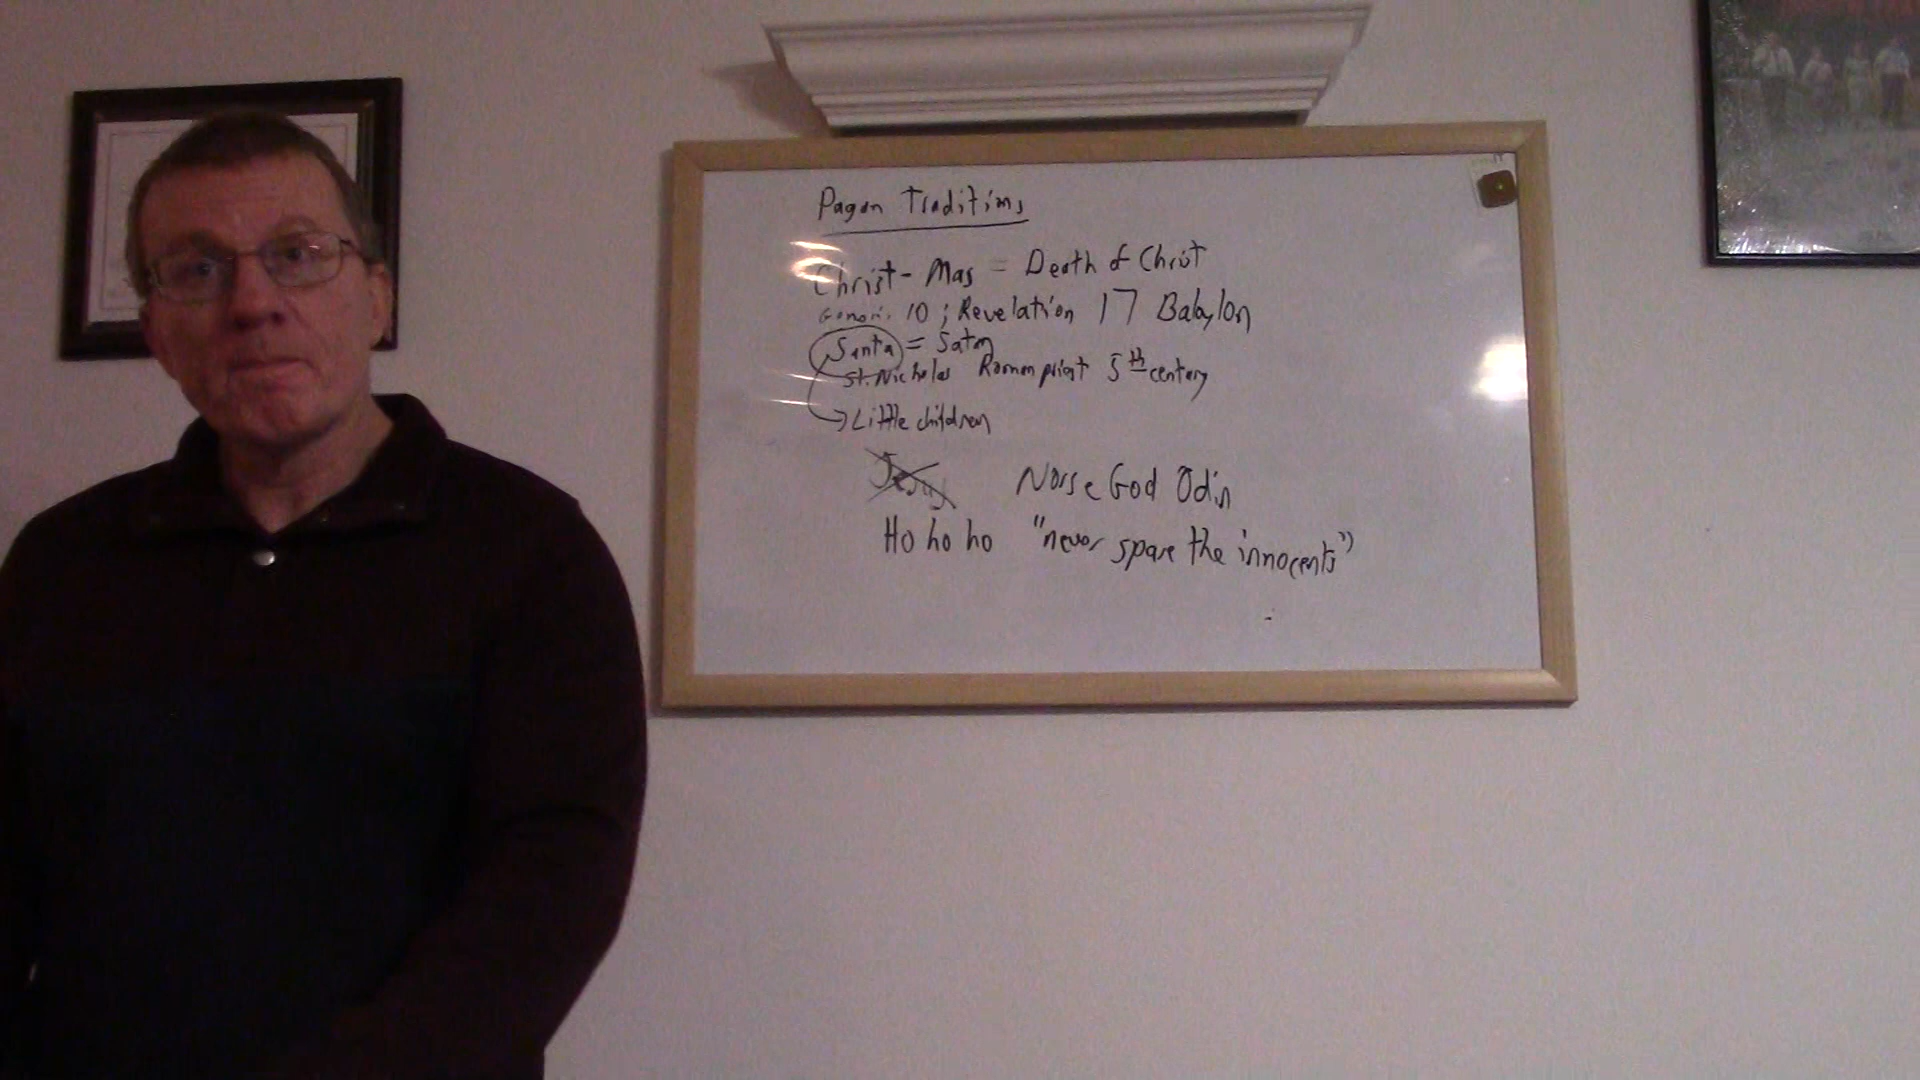 Pagan Traditions
Christ-Mas = Death of Christ
Genesis 10 ; Revelation 17 Babylon
Santa = Satan
St. Nicholas Roman priest 5th century
Little children
Jesus Norse God Odin
Ho ho ho "never spare the innocents"